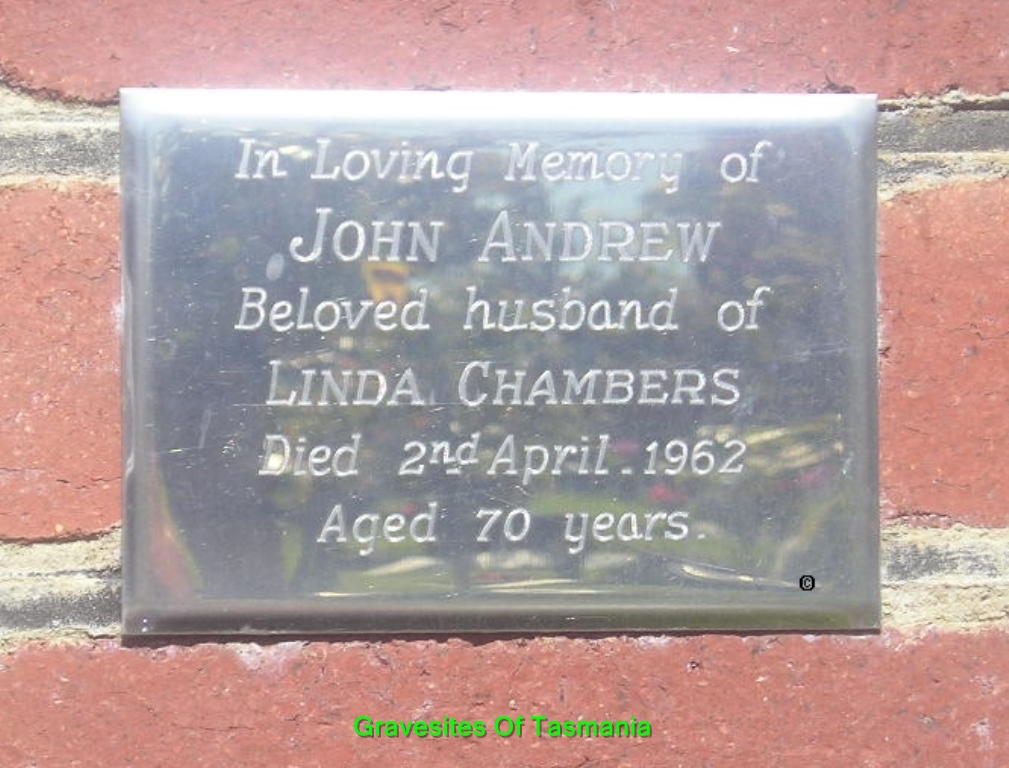 In Loving Memory of
JOHN ANDREW
Beloved husband of
LINDA CHAMBERS
Died 2nd April. 1962
Aged 70 years.
©
Gravesites Of Tasmania